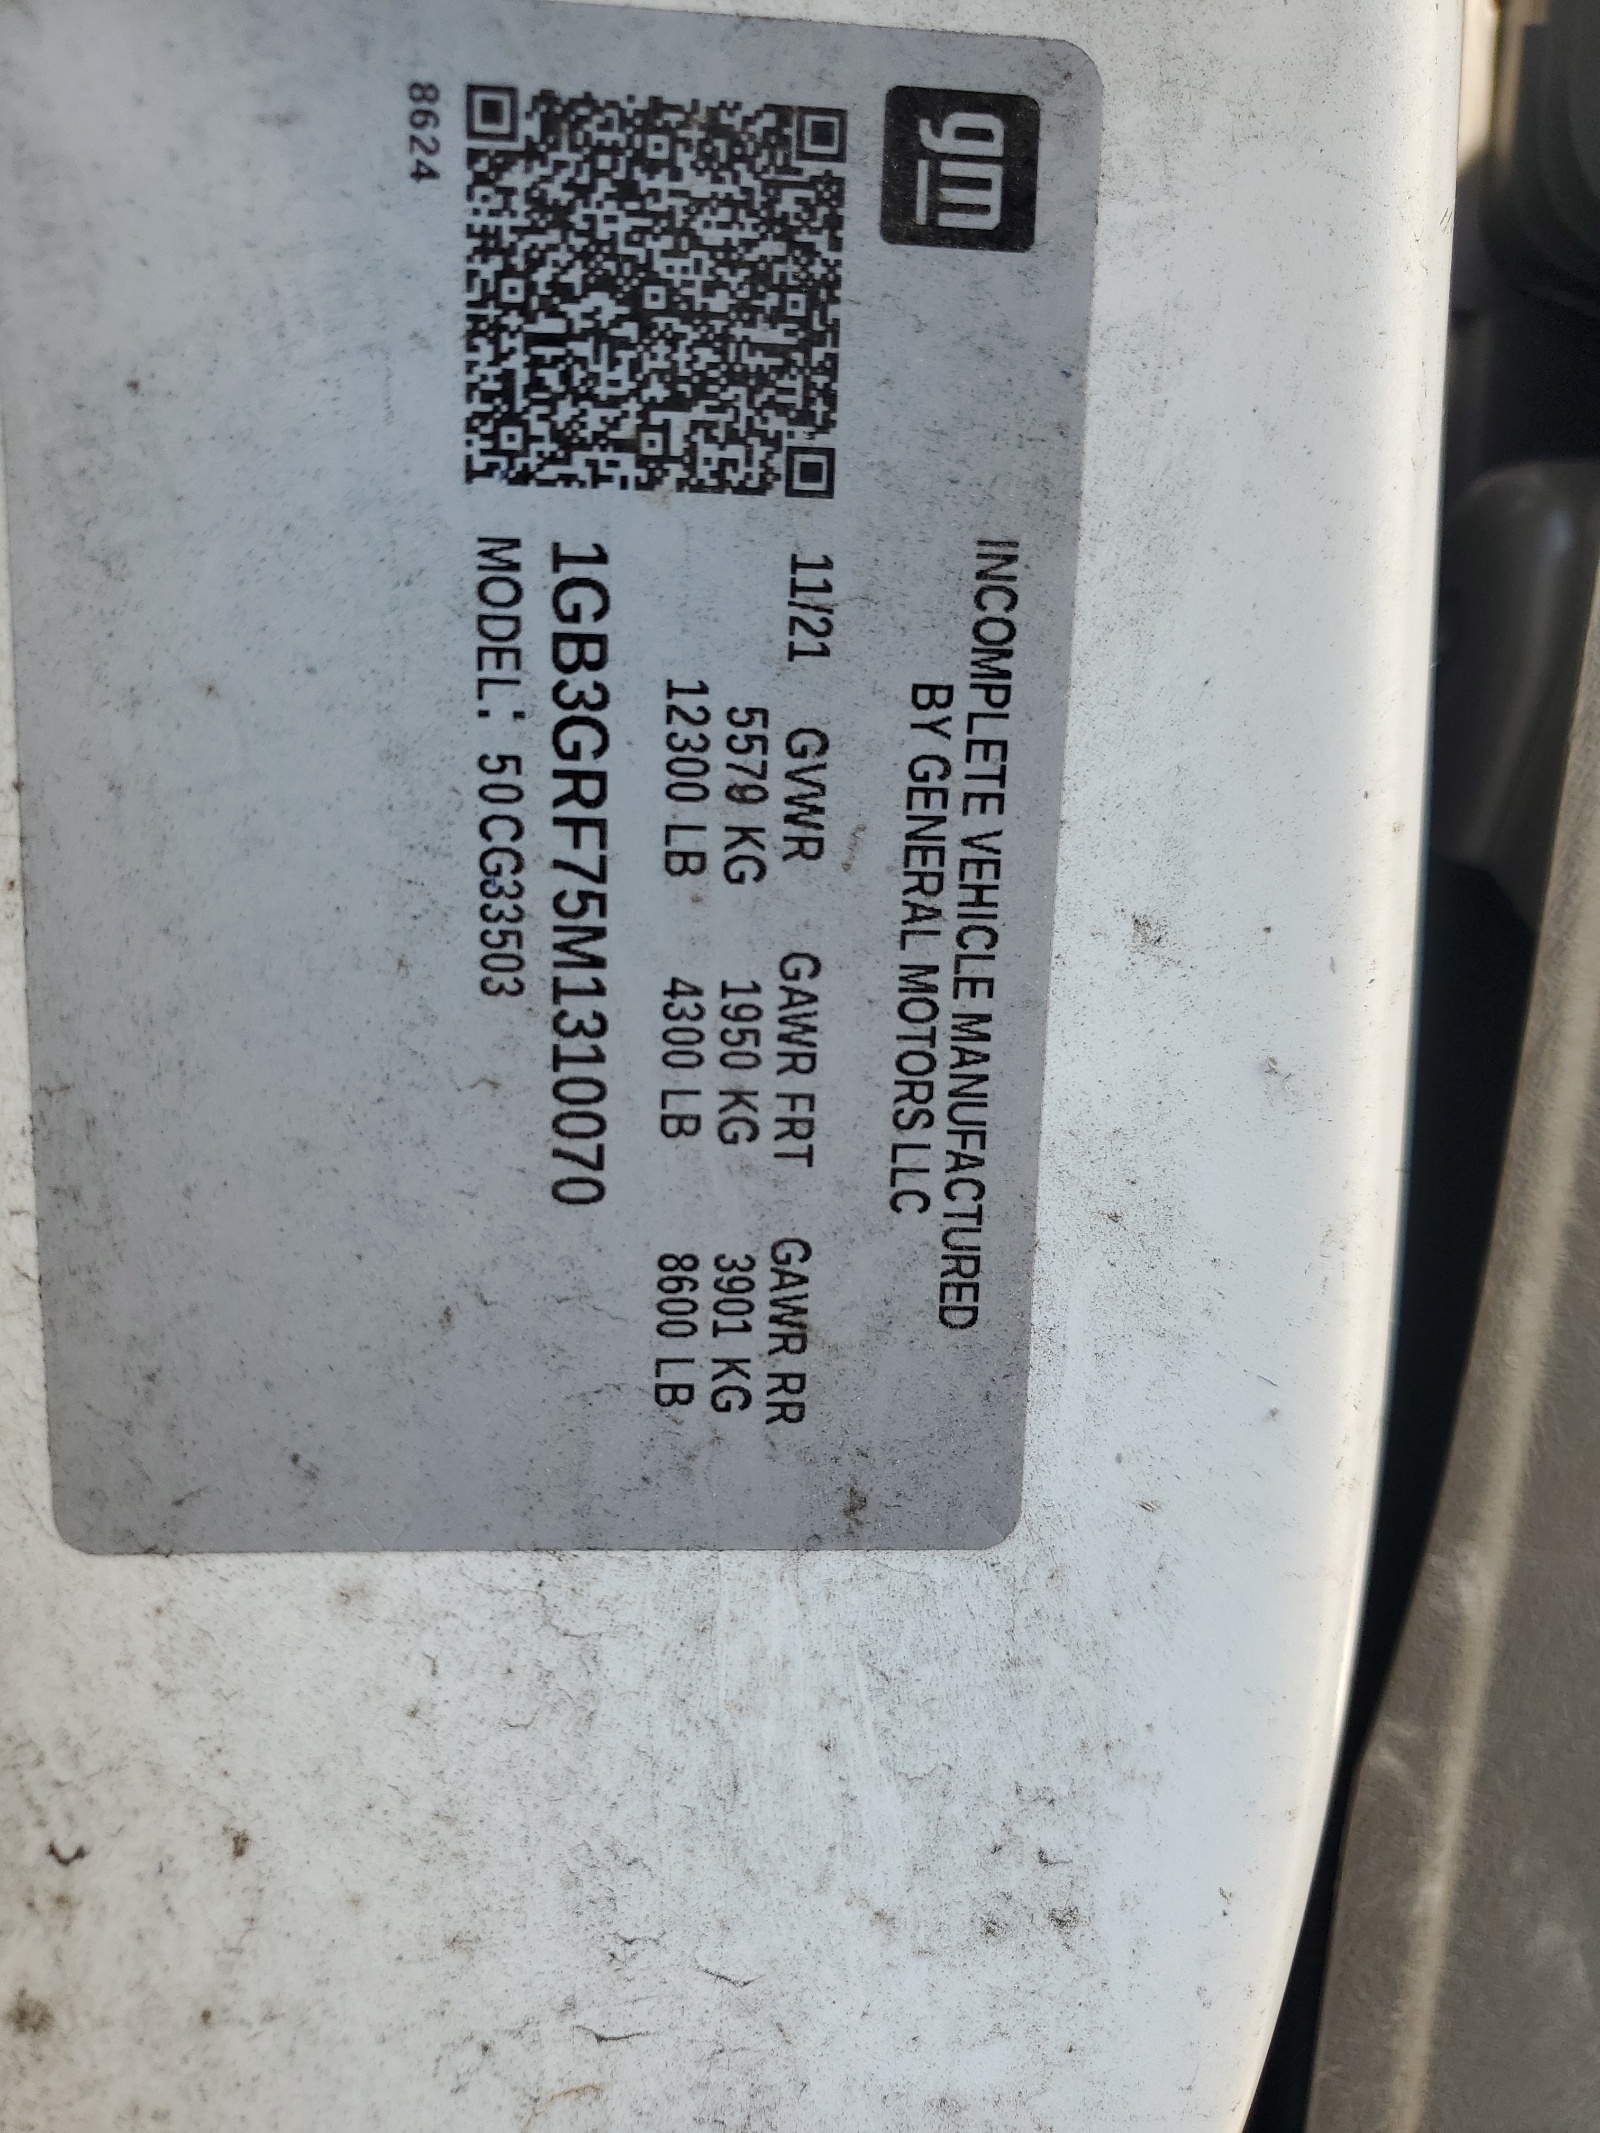 gm
INCOMPLETE VEHICLE MANUFACTURED
BY GENERAL MOTORS LLC
11/21 GVWR GAWR FRT GAWR RR
5579 KG 1950 KG 3901 KG
12300 LB 4300 LB 8600 LB
1GB3GRF75M1310070
MODEL: 50CG33503
8624